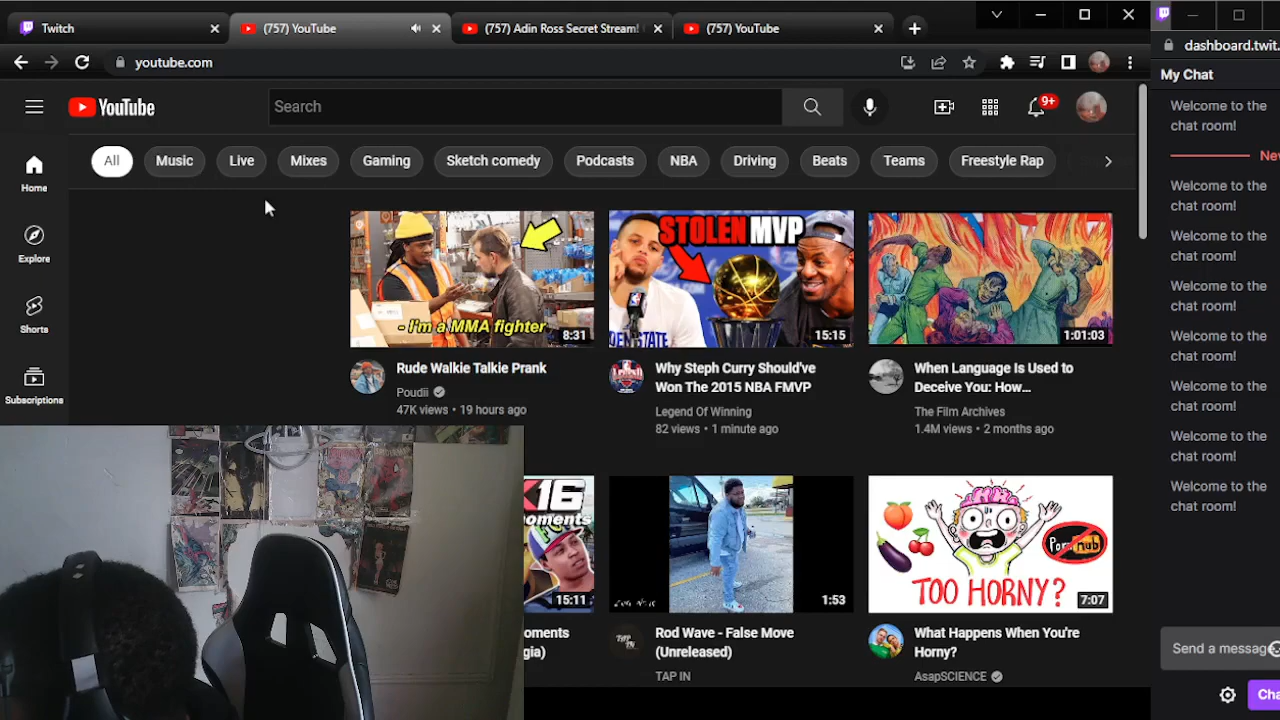 Twitch
(757) YouTube
(757) Adin Ross Secret Stream!
(757) YouTube
youtube.com
dashboard.twit
YouTube
Search
9+
My Chat
Welcome to the
chat room!
Ne
All
Music
Live
Mixes
Gaming
Sketch comedy
Podcasts
NBA
Driving
Beats
Teams
Freestyle Rap
Home
Explore
Shorts
Subscriptions
- I'm a MMA fighter
8:31
Rude Walkie Talkie Prank
Poudii
47K views • 19 hours ago
STOLEN MVP
15:15
Why Steph Curry Should've
Won The 2015 NBA FMVP
Legend Of Winning
82 views • 1 minute ago
1:01:03
When Language Is Used to
Deceive You: How...
The Film Archives
1.4M views • 2 months ago
Welcome to the
chat room!
Welcome to the
chat room!
Welcome to the
chat room!
Welcome to the
chat room!
Welcome to the
chat room!
Welcome to the
chat room!
Welcome to the
chat room!
K16
oments
15:11
oments
gia)
1:53
Rod Wave - False Move
(Unreleased)
TAP IN
Pornhub
TOO HORNY?
7:07
What Happens When You're
Horny?
AsapSCIENCE
Send a message
Cha